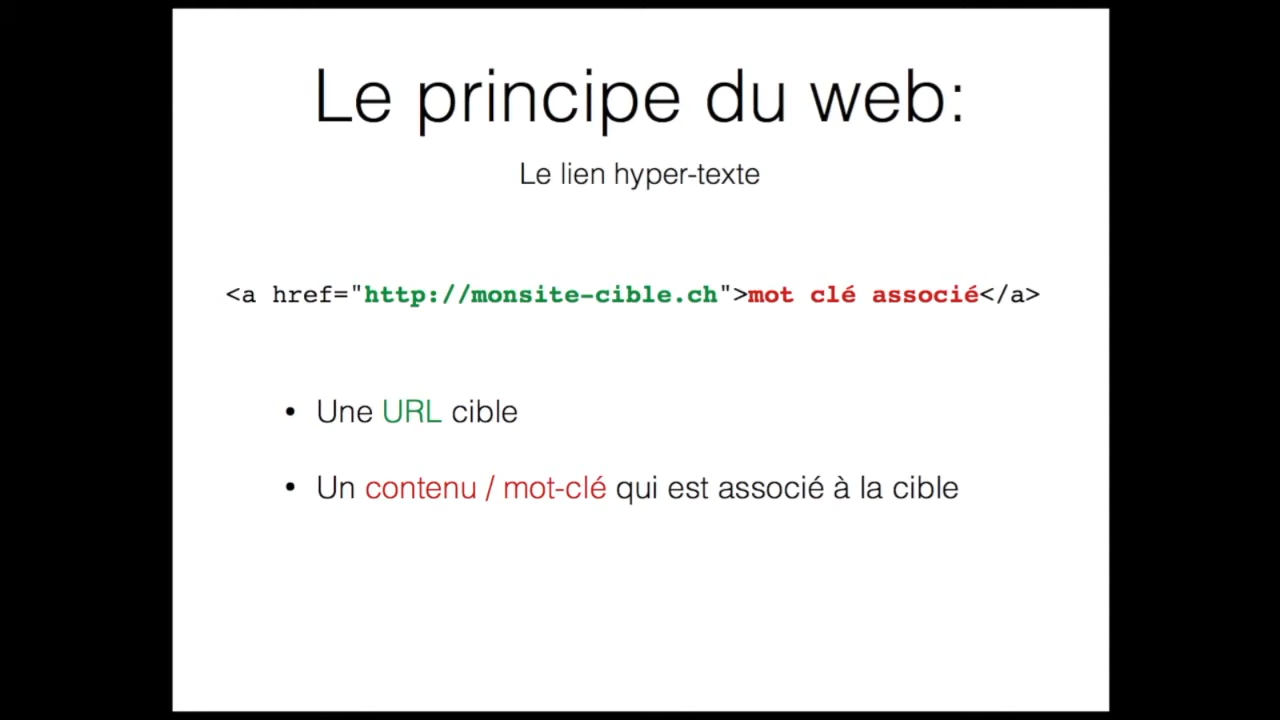 Le principe du web:
Le lien hyper-texte
<a href="http://monsite-cible.ch">mot clé associé</a>
• Une URL cible
• Un contenu / mot-clé qui est associé à la cible